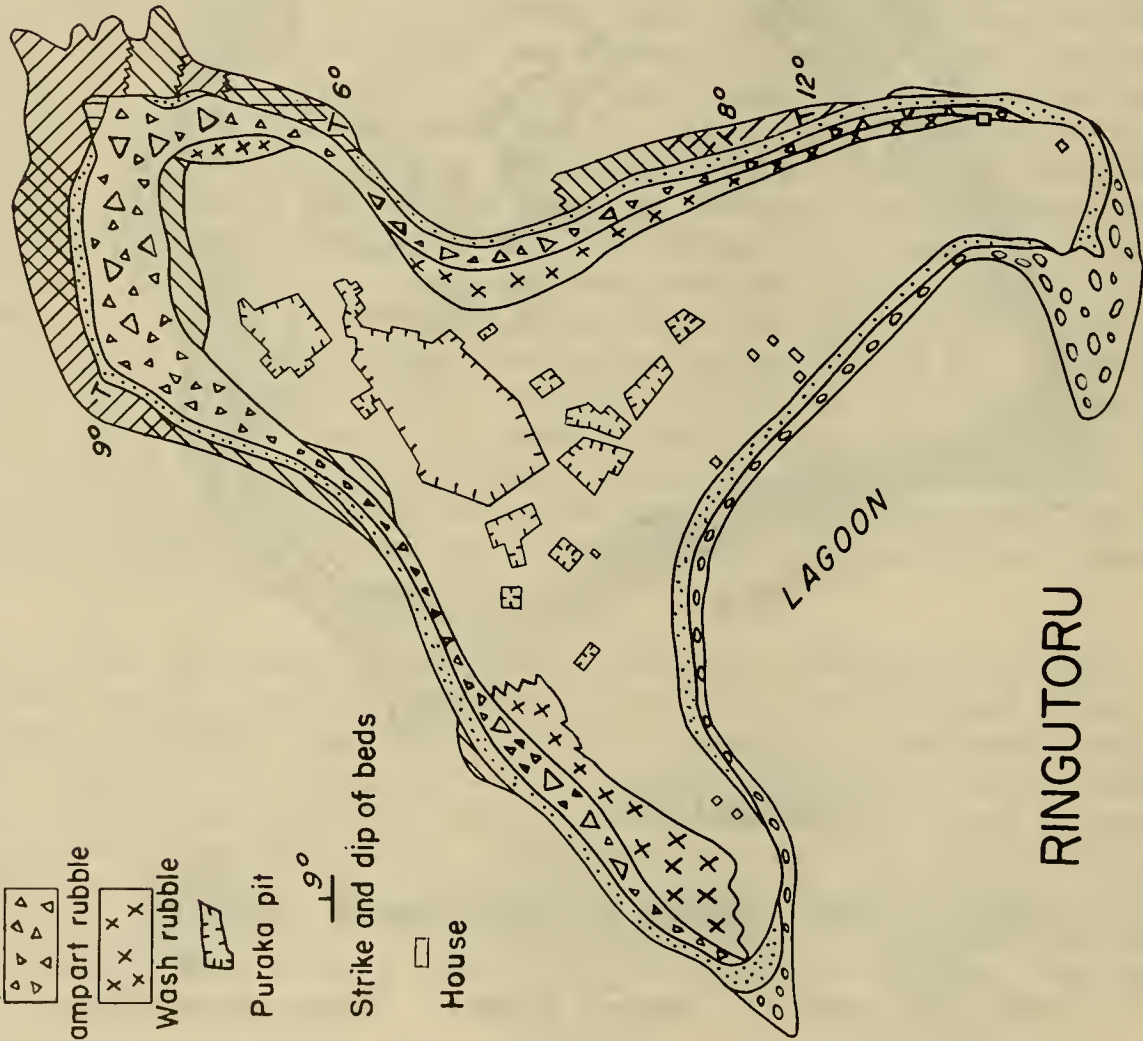 ampart rubble
Wash rubble
Puraka pit
9°
Strike and dip of beds
House
9°
6°
8°
12°
LAGOON
RINGUTORU